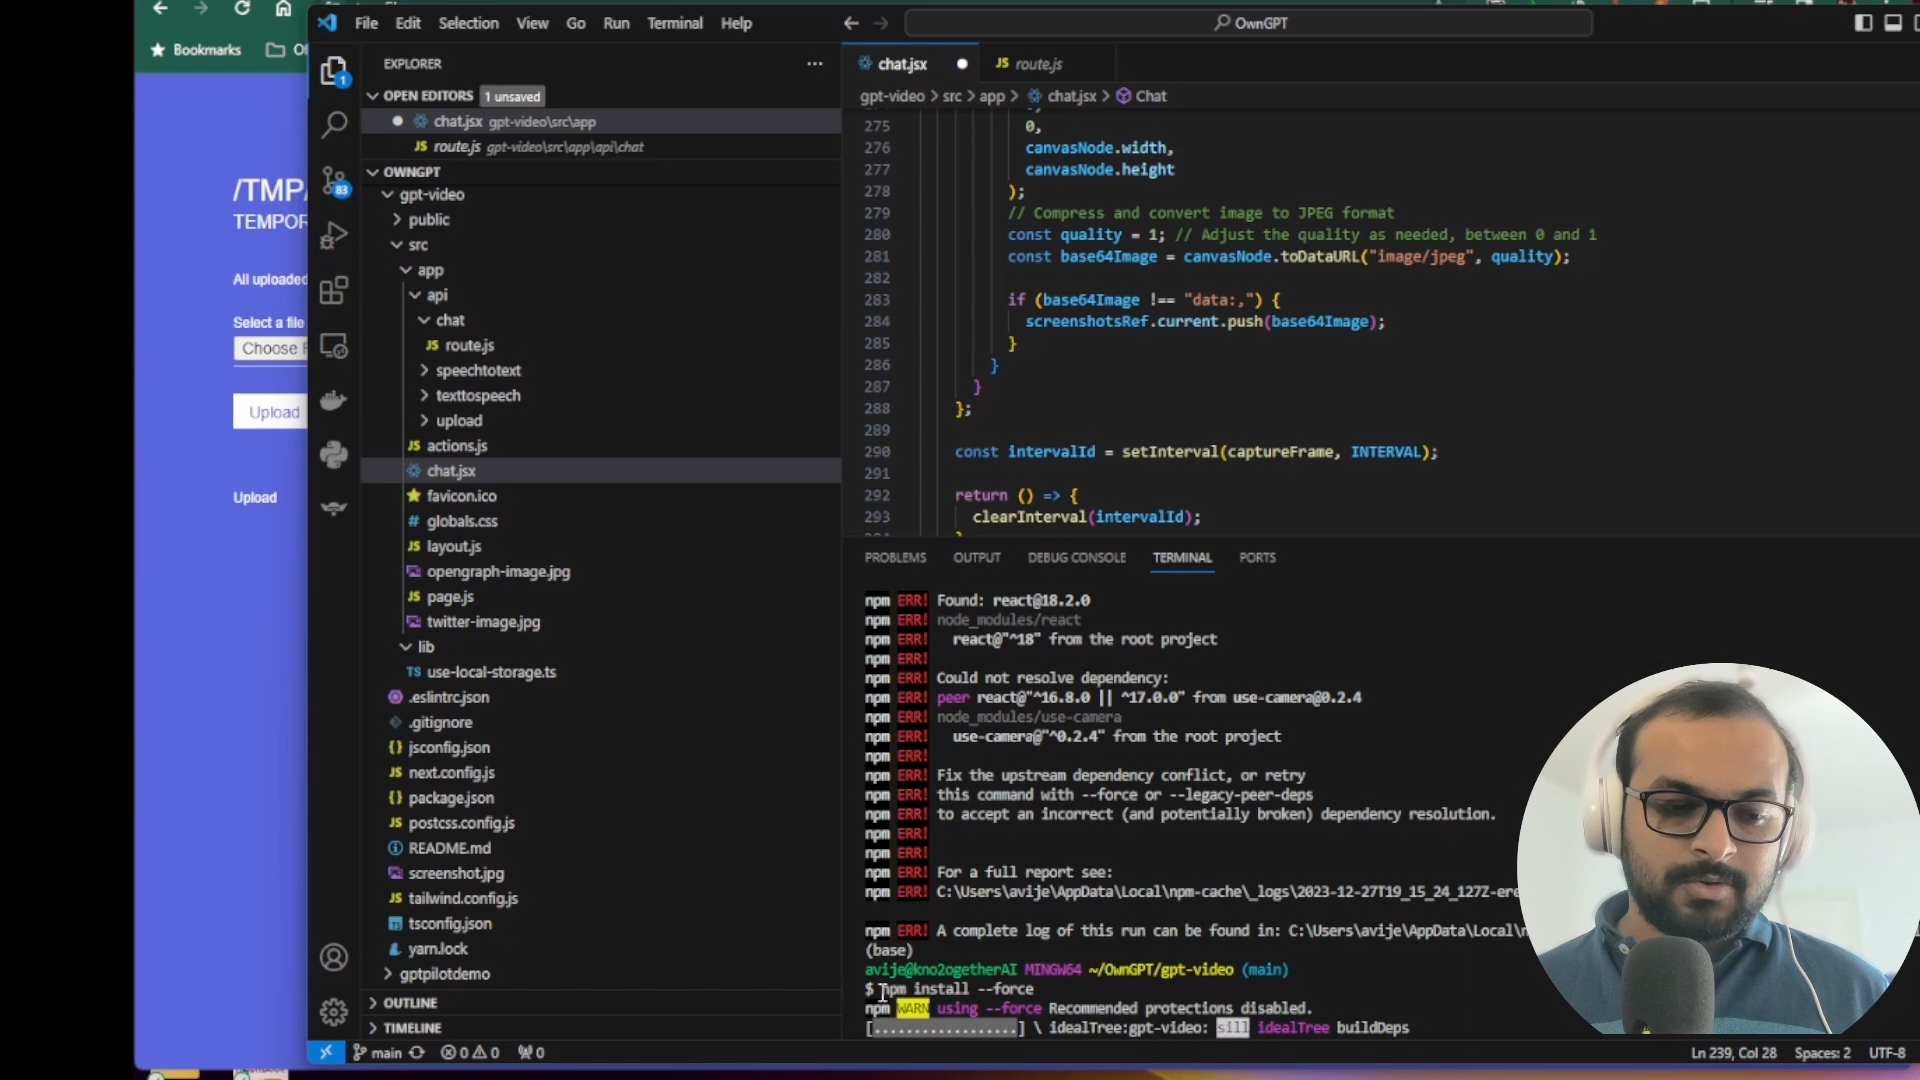 Bookmarks
/TMP
TEMPOR
All uploaded
Select a file
Choose F
Upload
Upload
File Edit Selection View Go Run Terminal Help
OwnGPT
EXPLORER
OPEN EDITORS 1 unsaved
chat.jsx gpt-video\src\app
route.js gpt-video\src\app\api\chat
OWNGPT
gpt-video
public
src
app
api
chat
route.js
speechtotext
texttospeech
upload
actions.js
chat.jsx
favicon.ico
globals.css
layout.js
opengraph-image.jpg
page.js
twitter-image.jpg
lib
use-local-storage.ts
.eslintrc.json
.gitignore
jsconfig.json
next.config.js
package.json
postcss.config.js
README.md
screenshot.jpg
tailwind.config.js
tsconfig.json
yarn.lock
gptpilotdemo
OUTLINE
TIMELINE
chat.jsx
route.js
gpt-video > src > app > chat.jsx > Chat
275 0,
276 canvasNode.width,
277 canvasNode.height
278 );
279 // Compress and convert image to JPEG format
280 const quality = 1; // Adjust the quality as needed, between 0 and 1
281 const base64Image = canvasNode.toDataURL("image/jpeg", quality);
282
283 if (base64Image !== "data:,") {
284 screenshotsRef.current.push(base64Image);
285 }
286 }
287 }
288 };
289
290 const intervalId = setInterval(captureFrame, INTERVAL);
291
292 return () => {
293 clearInterval(intervalId);
PROBLEMS OUTPUT DEBUG CONSOLE TERMINAL PORTS
npm ERR! Found: react@18.2.0
npm ERR! node_modules/react
npm ERR! react@"^18" from the root project
npm ERR!
npm ERR! Could not resolve dependency:
npm ERR! peer react@"^16.8.0 || ^17.0.0" from use-camera@0.2.4
npm ERR! node_modules/use-camera
npm ERR! use-camera@"^0.2.4" from the root project
npm ERR!
npm ERR! Fix the upstream dependency conflict, or retry
npm ERR! this command with --force or --legacy-peer-deps
npm ERR! to accept an incorrect (and potentially broken) dependency resolution.
npm ERR!
npm ERR!
npm ERR! For a full report see:
npm ERR! C:\Users\avije\AppData\Local\npm-cache\_logs\2023-12-27T19_15_24_127Z-ere
npm ERR! A complete log of this run can be found in: C:\Users\avije\AppData\Local\n
(base)
avije@kno2ogetherAI MINGW64 ~/OwnGPT/gpt-video (main)
$ npm install --force
npm WARN using --force Recommended protections disabled.
[..................] \ idealTree:gpt-video: sill idealTree buildDeps
main 0 0 0
Ln 239, Col 28 Spaces: 2 UTF-8
1
83